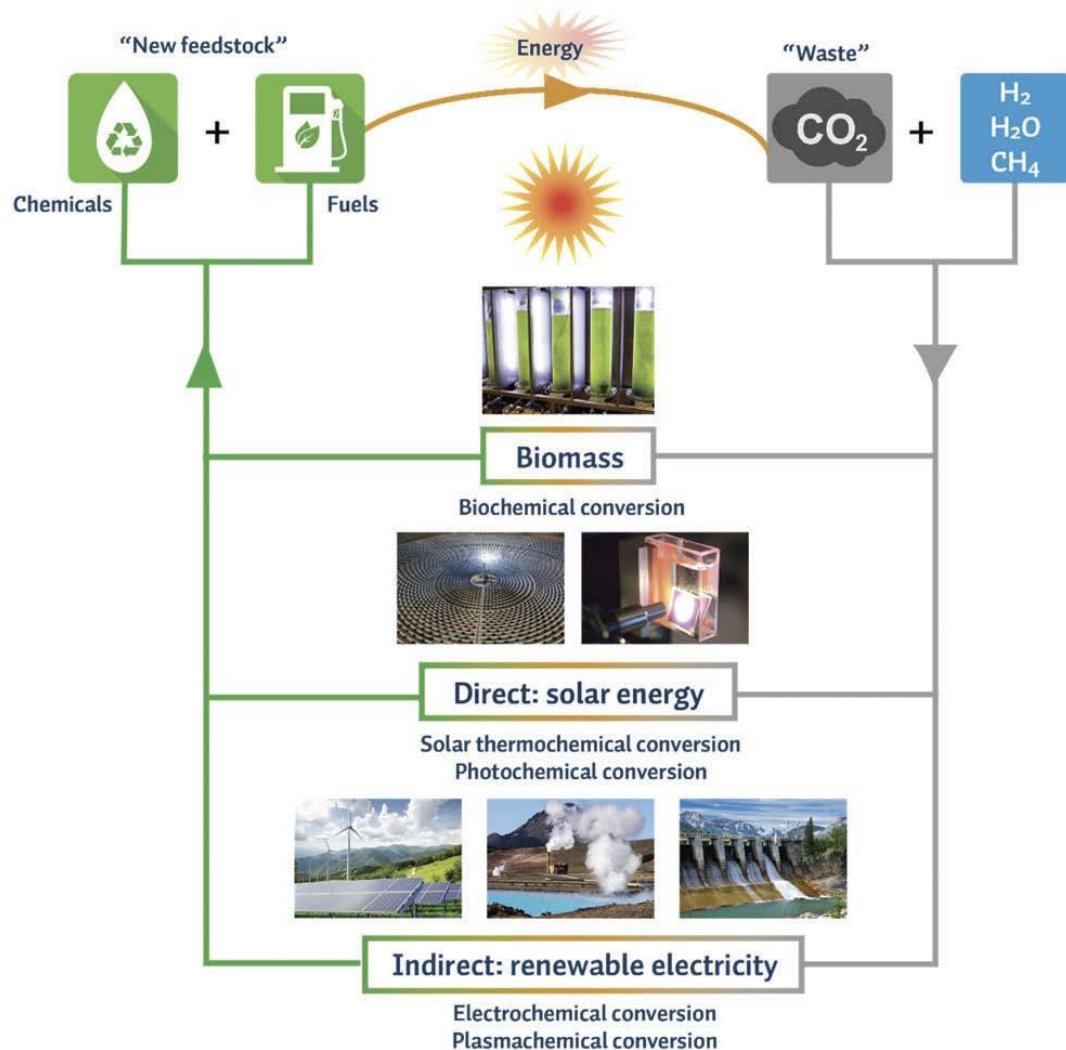 “New feedstock”
Energy
“Waste”
+
CO₂
+
H₂
H₂O
CH₄
Chemicals
Fuels
Biomass
Biochemical conversion
Direct: solar energy
Solar thermochemical conversion
Photochemical conversion
Indirect: renewable electricity
Electrochemical conversion
Plasmachemical conversion